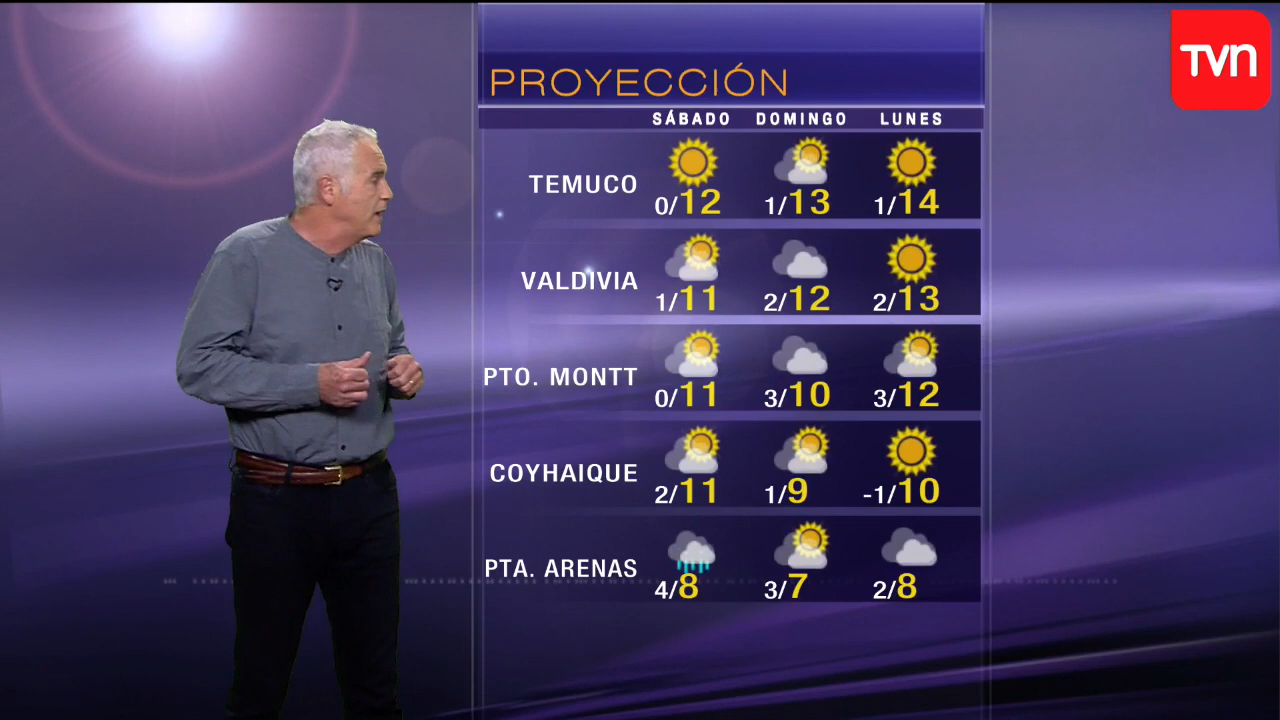 TVN
PROYECCIÓN
SÁBADO DOMINGO LUNES
TEMUCO 0/12 1/13 1/14
VALDIVIA 1/11 2/12 2/13
PTO. MONTT 0/11 3/10 3/12
COYHAIQUE 2/11 1/9 -1/10
PTA. ARENAS 4/8 3/7 2/8